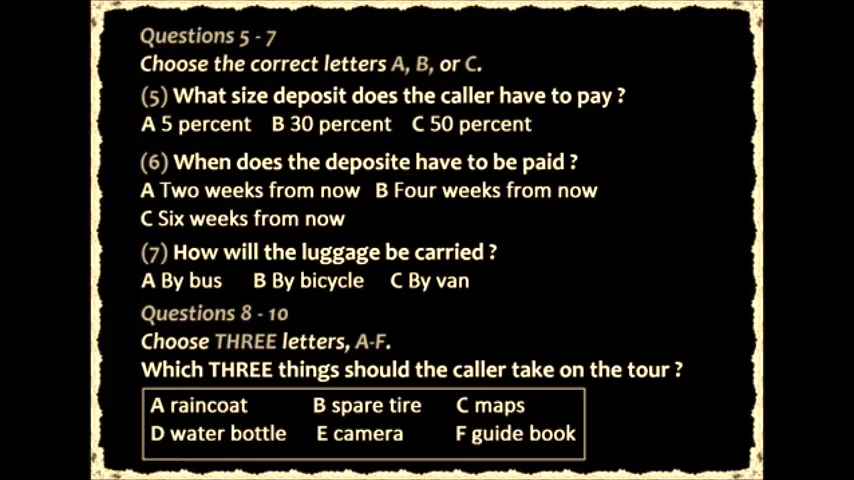 Questions 5 - 7
Choose the correct letters A, B, or C.
(5) What size deposit does the caller have to pay ?
A 5 percent B 30 percent C 50 percent
(6) When does the deposite have to be paid ?
A Two weeks from now B Four weeks from now
C Six weeks from now
(7) How will the luggage be carried ?
A By bus B By bicycle C By van
Questions 8 - 10
Choose THREE letters, A-F.
Which THREE things should the caller take on the tour ?
A raincoat B spare tire C maps
D water bottle E camera F guide book